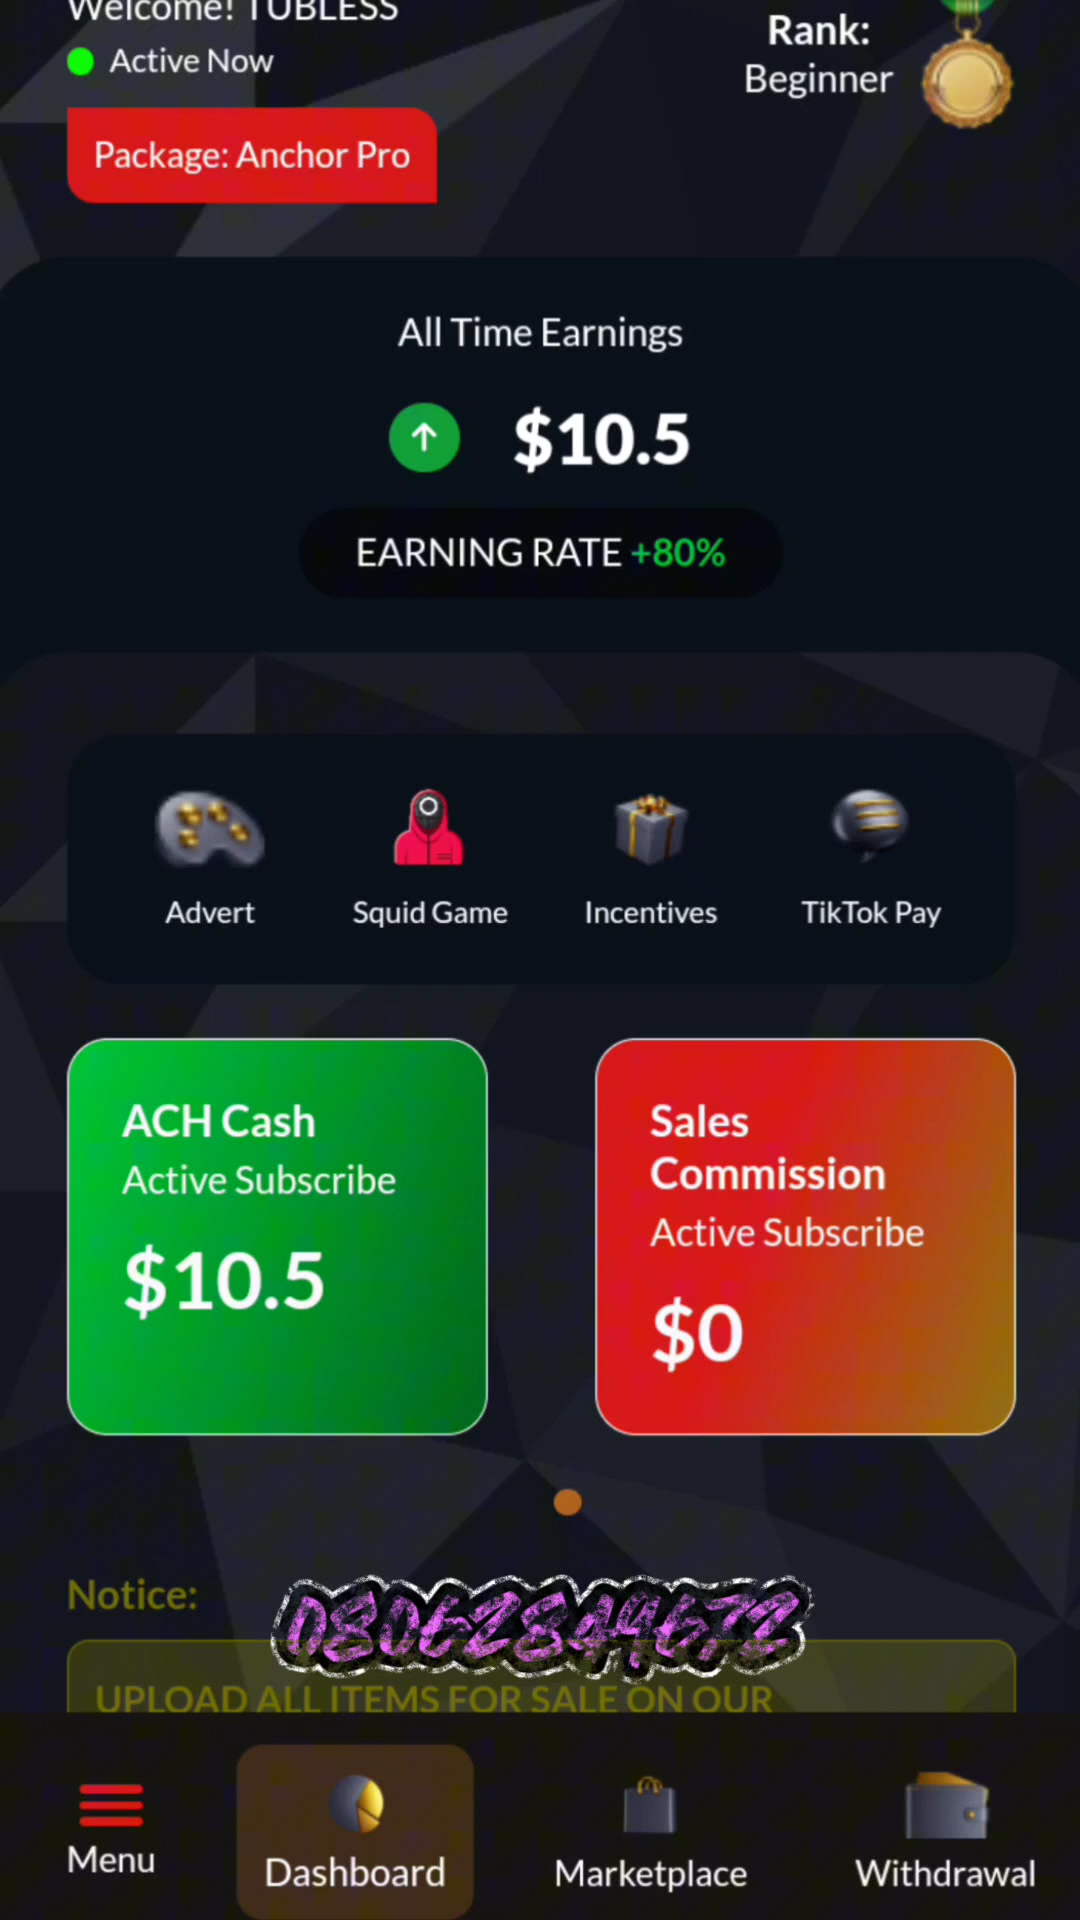 Welcome! TUBLESS
Active Now
Rank:
Beginner
Package: Anchor Pro
All Time Earnings
$10.5
EARNING RATE +80%
Advert
Squid Game
Incentives
TikTok Pay
ACH Cash
Active Subscribe
$10.5
Sales
Commission
Active Subscribe
$0
Notice:
08062849672
UPLOAD ALL ITEMS FOR SALE ON OUR
Menu
Dashboard
Marketplace
Withdrawal